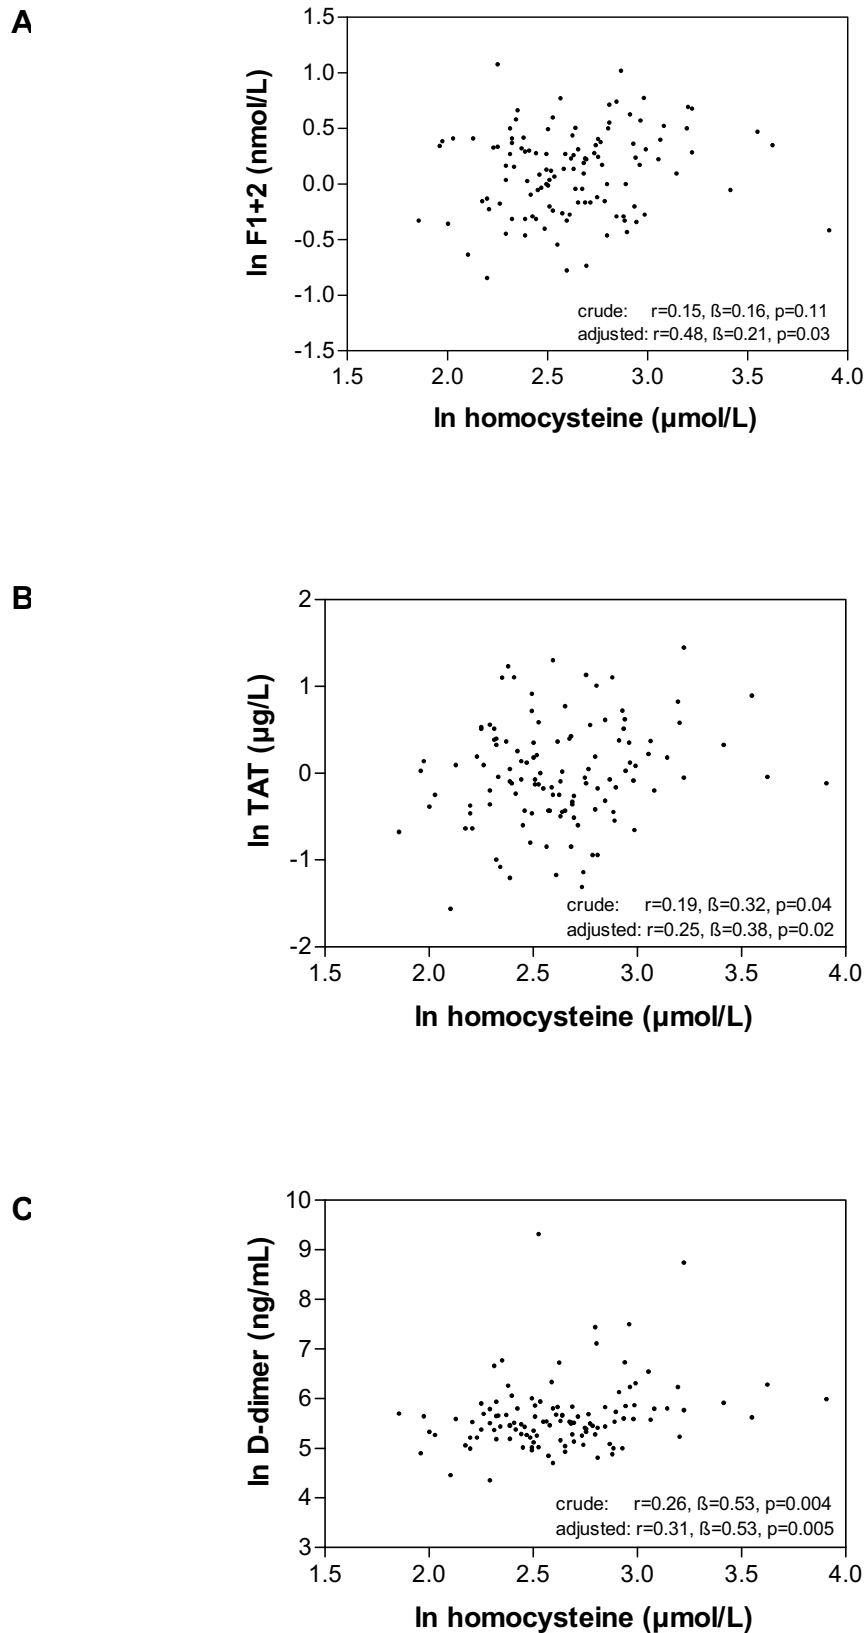 A
1.5
1.0
0.5
0.0
-0.5
-1.0
-1.5
ln F1+2 (nmol/L)
crude: r=0.15, ß=0.16, p=0.11
adjusted: r=0.48, ß=0.21, p=0.03
1.5 2.0 2.5 3.0 3.5 4.0
ln homocysteine (µmol/L)
B
2
1
0
-1
-2
ln TAT (µg/L)
crude: r=0.19, ß=0.32, p=0.04
adjusted: r=0.25, ß=0.38, p=0.02
1.5 2.0 2.5 3.0 3.5 4.0
ln homocysteine (µmol/L)
C
10
9
8
7
6
5
4
3
ln D-dimer (ng/mL)
crude: r=0.26, ß=0.53, p=0.004
adjusted: r=0.31, ß=0.53, p=0.005
1.5 2.0 2.5 3.0 3.5 4.0
ln homocysteine (µmol/L)